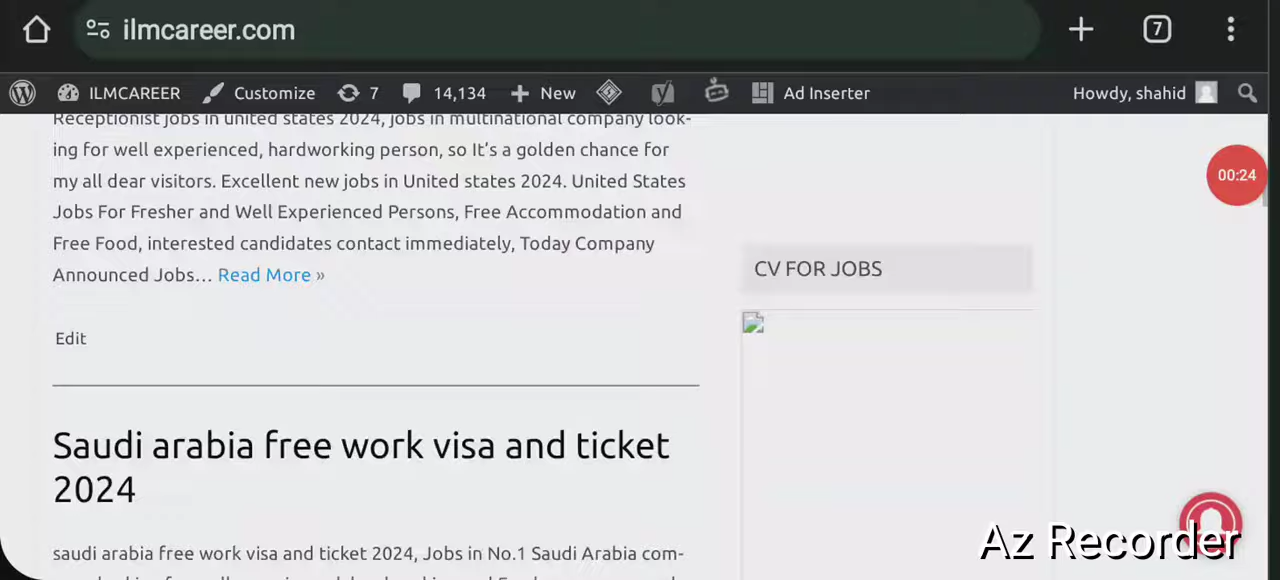 ilmcareer.com
7
ILMCAREER Customize 7 14,134 New Ad Inserter Howdy, shahid
Receptionist jobs in united states 2024, jobs in multinational company look-
ing for well experienced, hardworking person, so It's a golden chance for
my all dear visitors. Excellent new jobs in United states 2024. United States
Jobs For Fresher and Well Experienced Persons, Free Accommodation and
Free Food, interested candidates contact immediately, Today Company
Announced Jobs… Read More »
Edit
Saudi arabia free work visa and ticket
2024
saudi arabia free work visa and ticket 2024, Jobs in No.1 Saudi Arabia com-
CV FOR JOBS
00:24
Az Recorder